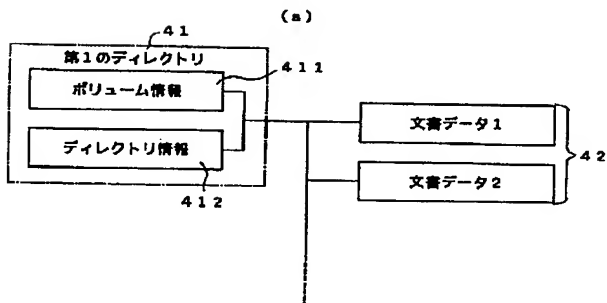 (a)
41
第1のディレクトリ
411
ボリューム情報
文書データ1
ディレクトリ情報
42
文書データ2
412